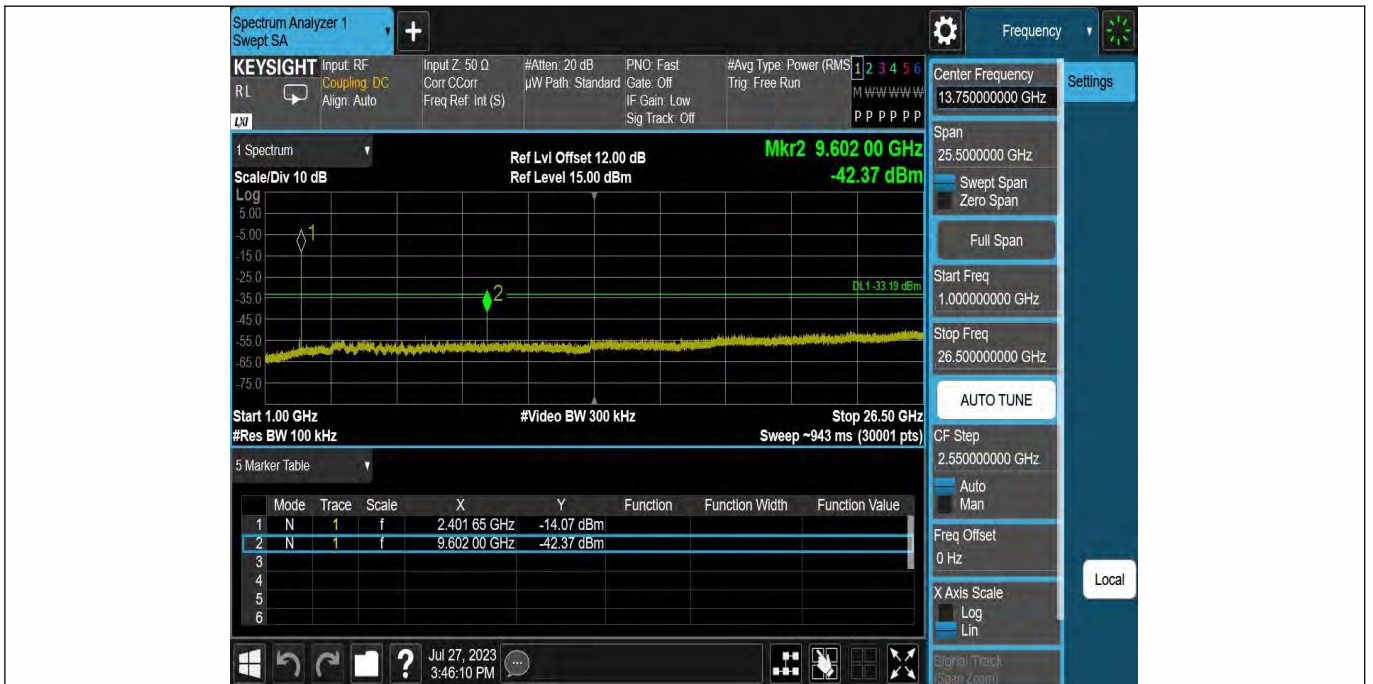 Spectrum Analyzer 1
Swept SA
+
Frequency
KEYSIGHT
RL
LXI
Input: RF
Coupling: DC
Align: Auto
Input Z: 50 Ω
Corr CCorr
Freq Ref: Int (S)
#Atten: 20 dB
µW Path: Standard
PNO: Fast
Gate: Off
IF Gain: Low
Sig Track: Off
#Avg Type: Power (RMS
Trig: Free Run
1 2 3 4 5 6
M W W W W W
P P P P P P
1 Spectrum
Scale/Div 10 dB
Ref Lvl Offset 12.00 dB
Ref Level 15.00 dBm
Mkr2 9.602 00 GHz
-42.37 dBm
Log
5.00
-5.00
-15.0
-25.0
-35.0
-45.0
-55.0
-65.0
-75.0
1
2
DL1 -33.19 dBm
Start 1.00 GHz
#Res BW 100 kHz
#Video BW 300 kHz
Stop 26.50 GHz
Sweep ~943 ms (30001 pts)
5 Marker Table
Mode Trace Scale X Y Function Function Width Function Value
1 N 1 f 2.401 65 GHz -14.07 dBm
2 N 1 f 9.602 00 GHz -42.37 dBm
3
4
5
6
?
Jul 27, 2023
3:46:10 PM
Center Frequency
13.750000000 GHz
Settings
Span
25.5000000 GHz
Swept Span
Zero Span
Full Span
Start Freq
1.000000000 GHz
Stop Freq
26.500000000 GHz
AUTO TUNE
CF Step
2.550000000 GHz
Auto
Man
Freq Offset
0 Hz
X Axis Scale
Log
Lin
Signal Track
(Span Zoom)
Local